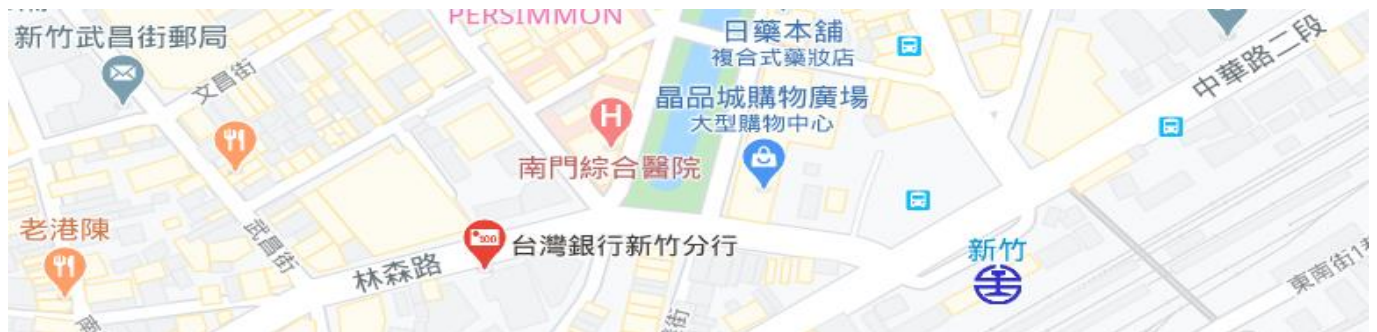 PERSIMMON
新竹武昌街郵局
日藥本舖
複合式藥妝店
中華路二段
文昌街
晶品城購物廣場
大型購物中心
H
南門綜合醫院
老港陳
武昌街
台灣銀行新竹分行
林森路
新竹